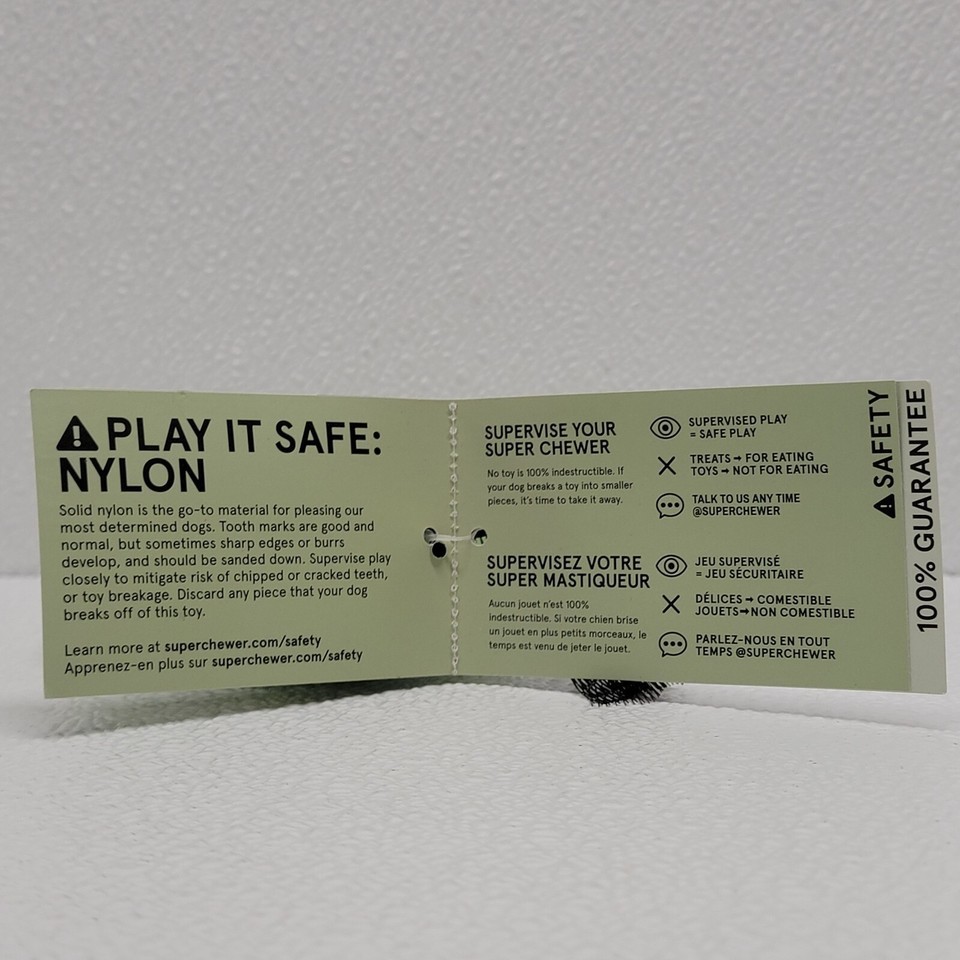 PLAY IT SAFE:
NYLON
Solid nylon is the go-to material for pleasing our
most determined dogs. Tooth marks are good and
normal, but sometimes sharp edges or burrs
develop, and should be sanded down. Supervise play
closely to mitigate risk of chipped or cracked teeth,
or toy breakage. Discard any piece that your dog
breaks off of this toy.
Learn more at superchewer.com/safety
Apprenez-en plus sur superchewer.com/safety
SUPERVISE YOUR
SUPER CHEWER
No toy is 100% indestructible. If
your dog breaks a toy into smaller
pieces, it's time to take it away.
SUPERVISED PLAY
= SAFE PLAY
TREATS → FOR EATING
TOYS → NOT FOR EATING
TALK TO US ANY TIME
@SUPERCHEWER
SUPERVISEZ VOTRE
SUPER MASTIQUEUR
Aucun jouet n'est 100%
indestructible. Si votre chien brise
un jouet en plus petits morceaux, le
temps est venu de jeter le jouet.
JEU SUPERVISÉ
= JEU SÉCURITAIRE
DÉLICES → COMESTIBLE
JOUETS→NON COMESTIBLE
PARLEZ-NOUS EN TOUT
TEMPS @SUPERCHEWER
SAFETY
100% GUARANTEE